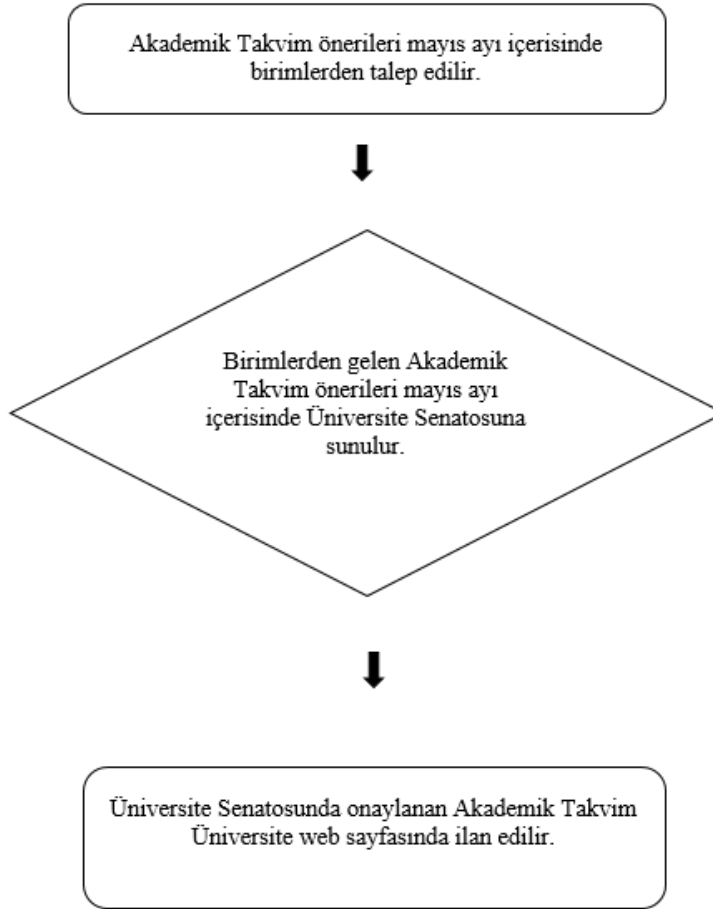 Akademik Takvim önerileri mayıs ayı içerisinde
birimlerden talep edilir.
Birimlerden gelen Akademik
Takvim önerileri mayıs ayı
içerisinde Üniversite Senatosuna
sunulur.
Üniversite Senatosunda onaylanan Akademik Takvim
Üniversite web sayfasında ilan edilir.